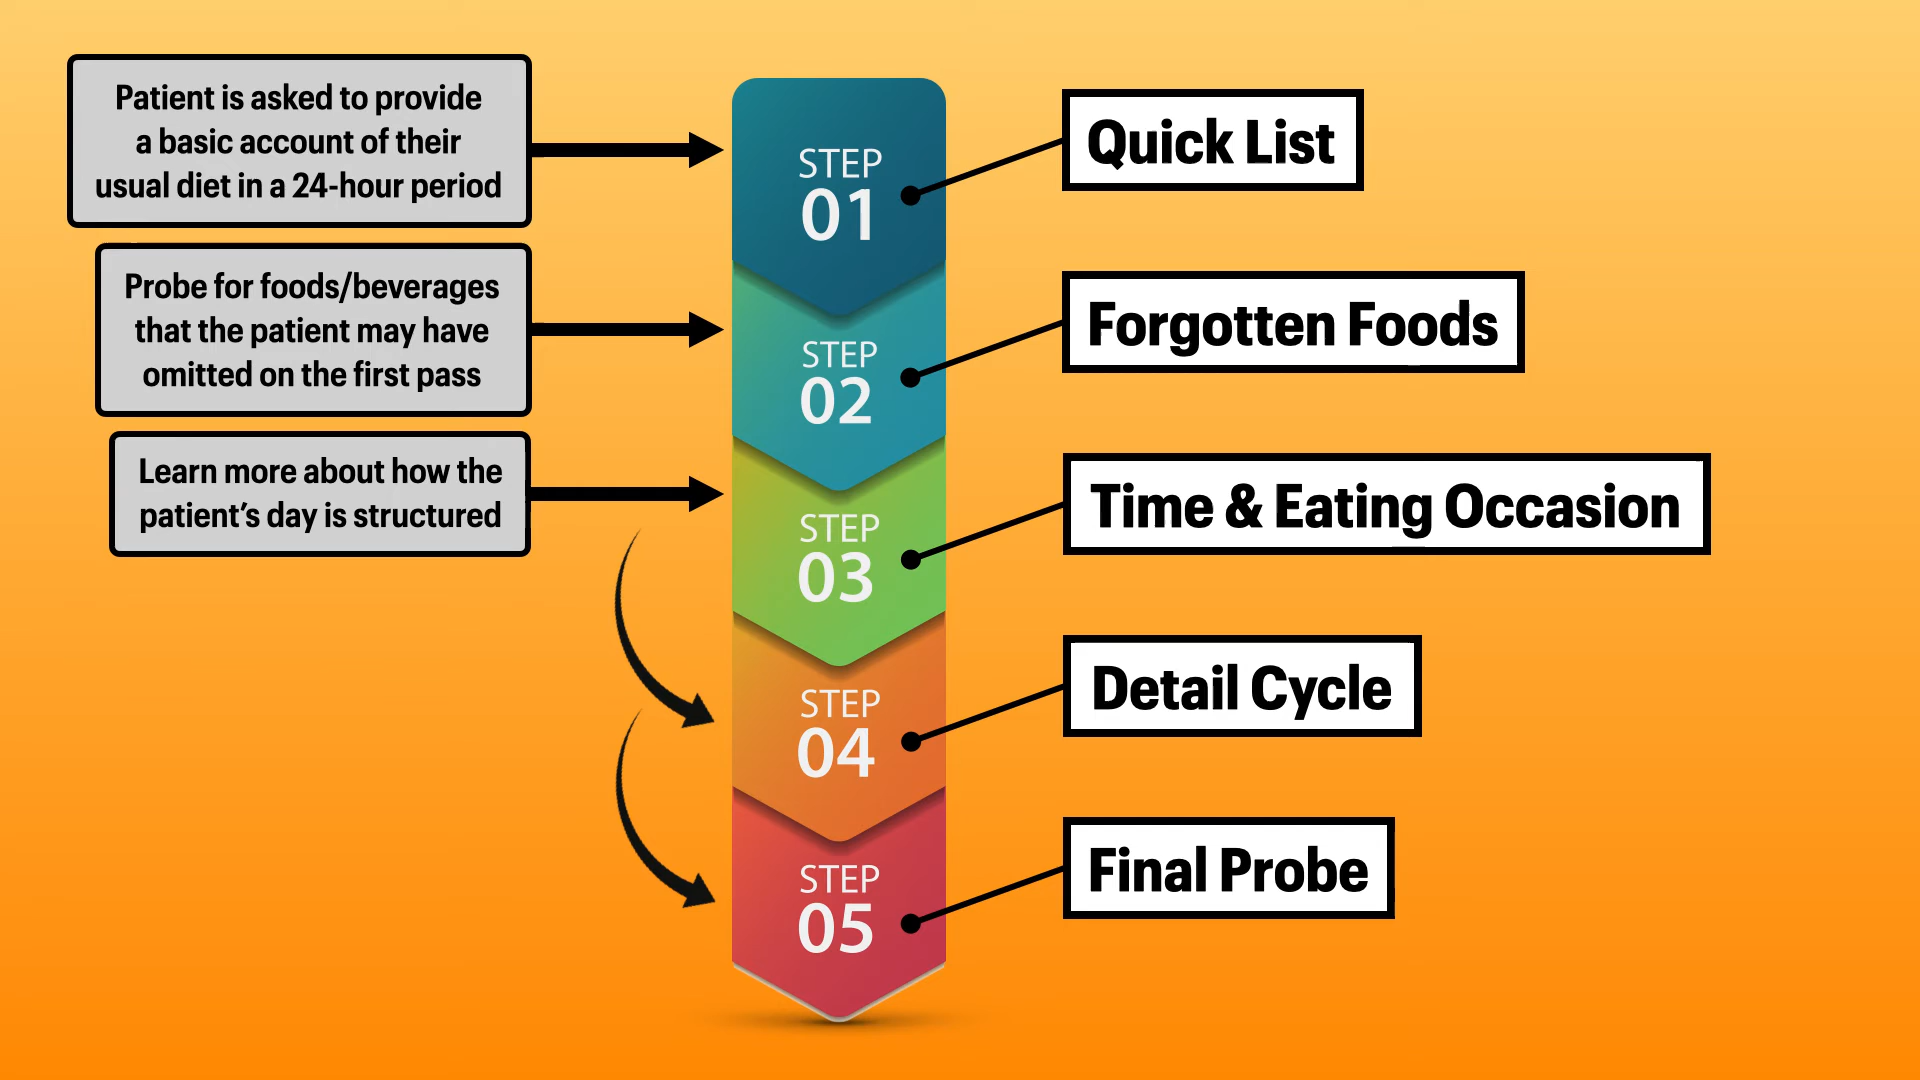 Patient is asked to provide
a basic account of their
usual diet in a 24-hour period
STEP
01
Quick List
Probe for foods/beverages
that the patient may have
omitted on the first pass
STEP
02
Forgotten Foods
Learn more about how the
patient's day is structured
STEP
03
Time & Eating Occasion
STEP
04
Detail Cycle
STEP
05
Final Probe